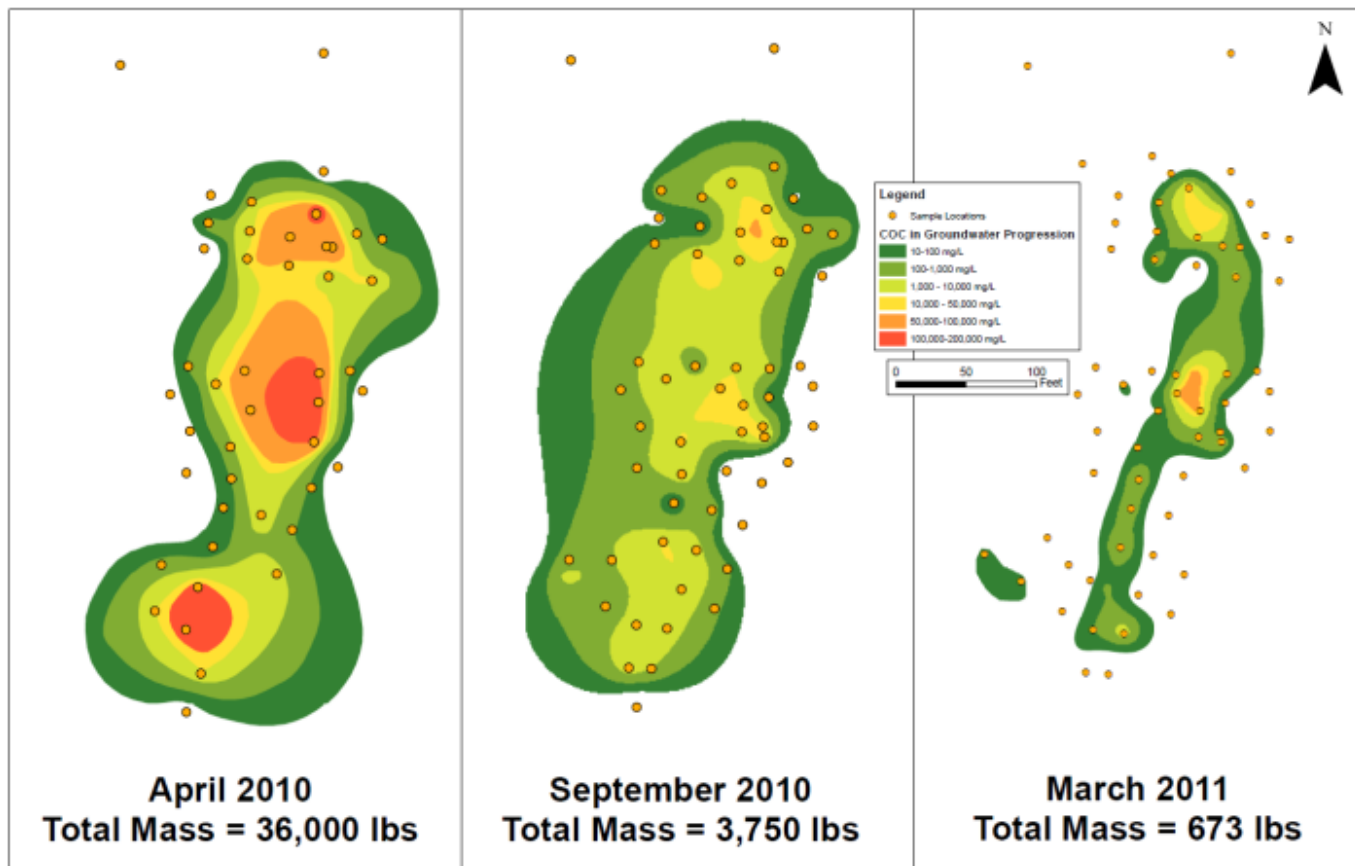 N
Legend
Sample Locations
COC in Groundwater Progression
10-100 mg/L
100-1,000 mg/L
1,000 - 10,000 mg/L
10,000 - 50,000 mg/L
50,000-100,000 mg/L
100,000-200,000 mg/L
0 50 100
Feet
April 2010
Total Mass = 36,000 lbs
September 2010
Total Mass = 3,750 lbs
March 2011
Total Mass = 673 lbs